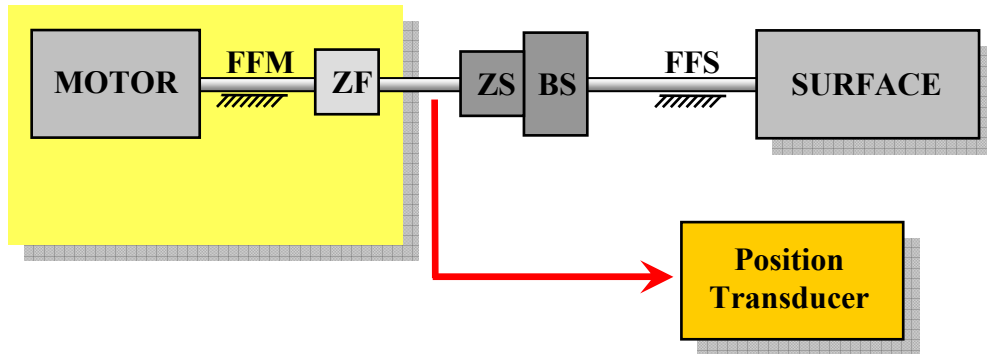 MOTOR
FFM
ZF
ZS
BS
FFS
SURFACE
Position
Transducer